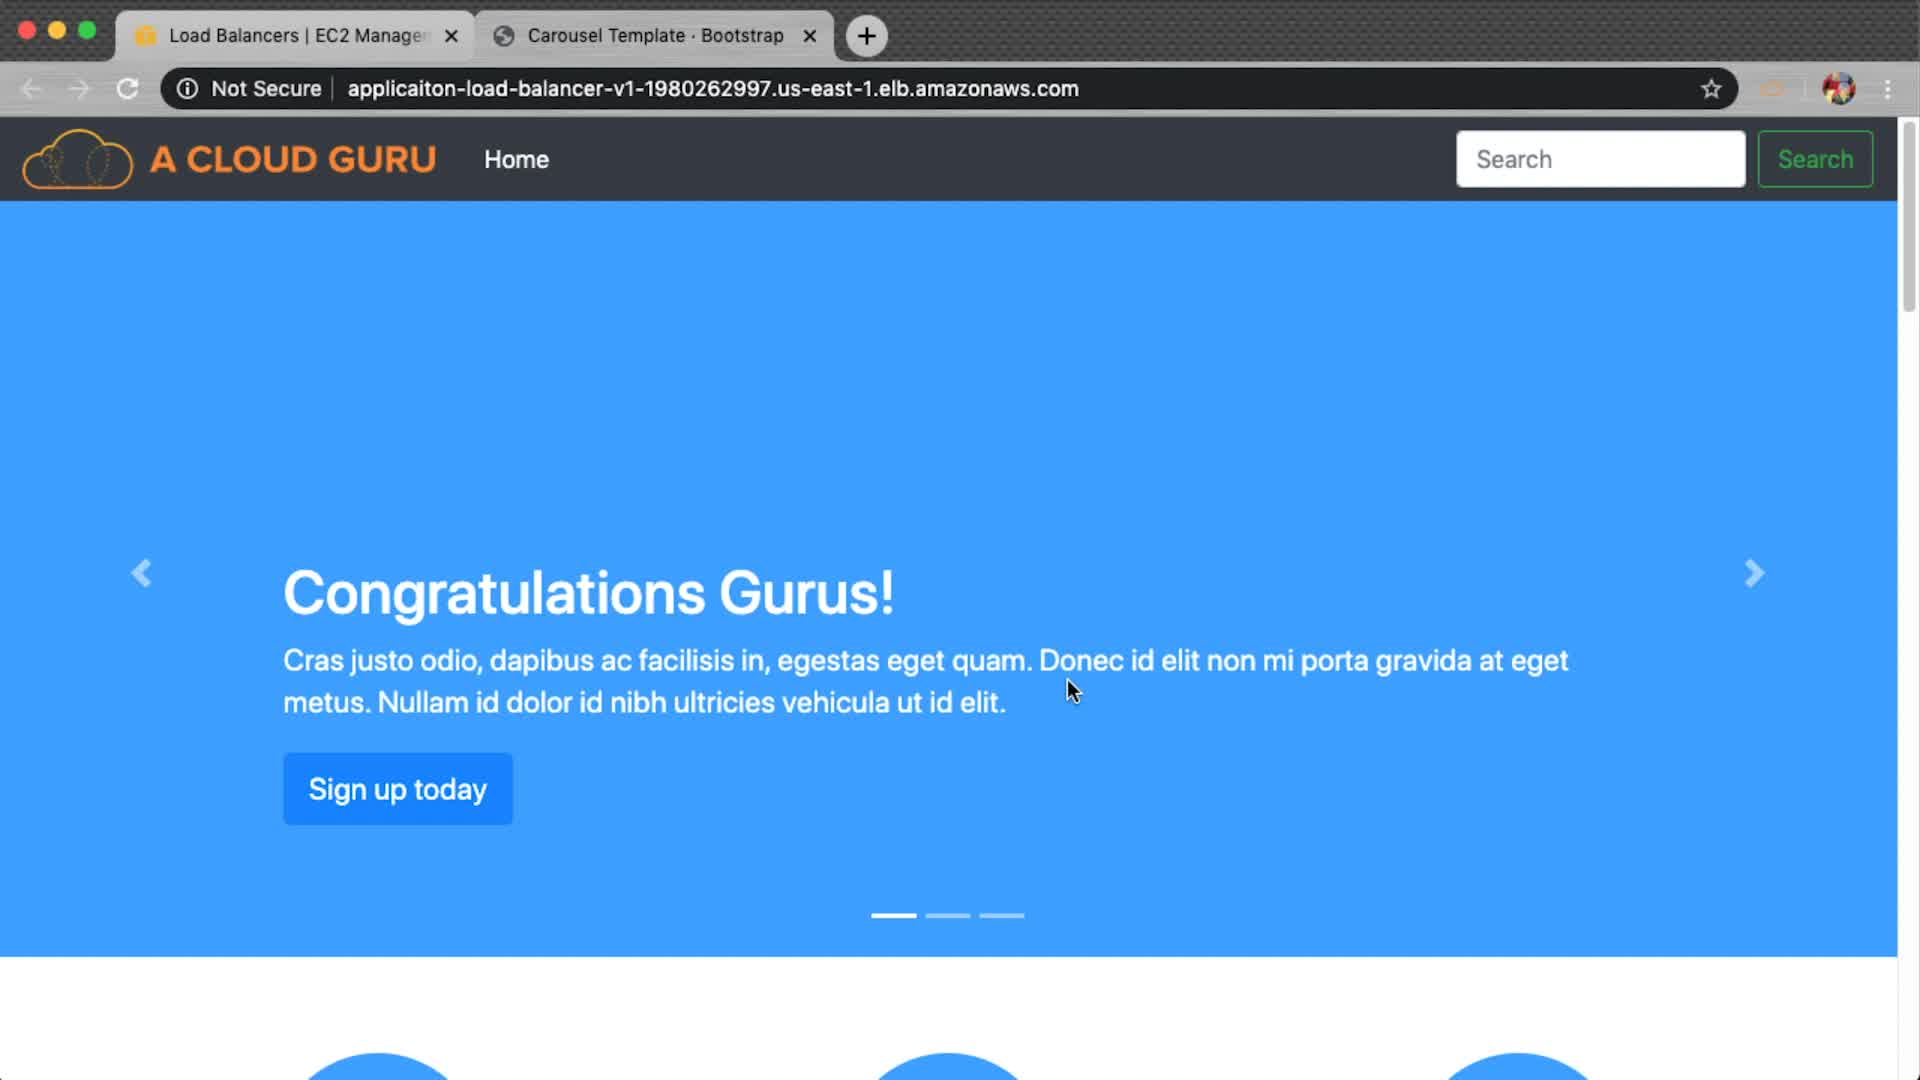 Load Balancers | EC2 Manage
Carousel Template · Bootstrap
Not Secure
applicaiton-load-balancer-v1-1980262997.us-east-1.elb.amazonaws.com
A CLOUD GURU
Home
Search
Search
Congratulations Gurus!
Cras justo odio, dapibus ac facilisis in, egestas eget quam. Donec id elit non mi porta gravida at eget
metus. Nullam id dolor id nibh ultricies vehicula ut id elit.
Sign up today